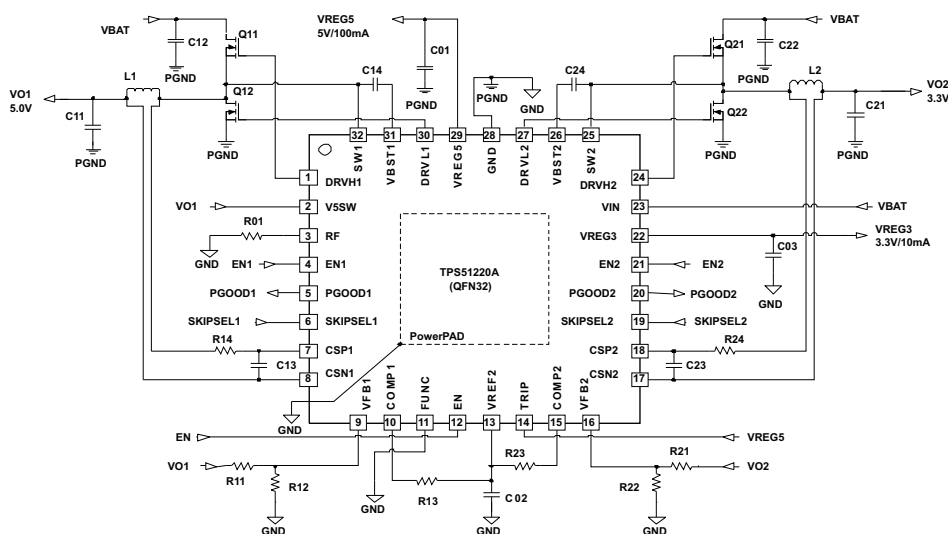 VBAT
Q11
C12
PGND
VREG5
5V/100mA
C01
PGND
Q21
VBAT
C22
PGND
L1
VO1
5.0V
C11
PGND
Q12
PGND
C14
PGND
GND
C24
Q22
PGND
L2
VO2
3.3V
C21
PGND
32
31
30
29
28
27
26
25
SW1
VBST1
DRVL1
VREG5
GND
DRVL2
VBST2
SW2
1
DRVH1
DRVH2
24
VO1
2
V5SW
VIN
23
VBAT
R01
GND
3
RF
VREG3
22
VREG3
3.3V/10mA
C03
GND
EN1
4
EN1
EN2
21
EN2
PGOOD1
5
PGOOD1
PGOOD2
20
PGOOD2
SKIPSEL1
6
SKIPSEL1
SKIPSEL2
19
SKIPSEL2
TPS51220A
(QFN32)
PowerPAD
R14
7
CSP1
CSP2
18
R24
C13
8
CSN1
CSN2
17
C23
GND
VFB1
COMP1
FUNC
EN
VREF2
TRIP
COMP2
VFB2
9
10
11
12
13
14
15
16
EN
VREG5
VO1
R11
R12
GND
GND
R13
R23
C02
GND
R21
VO2
R22
GND